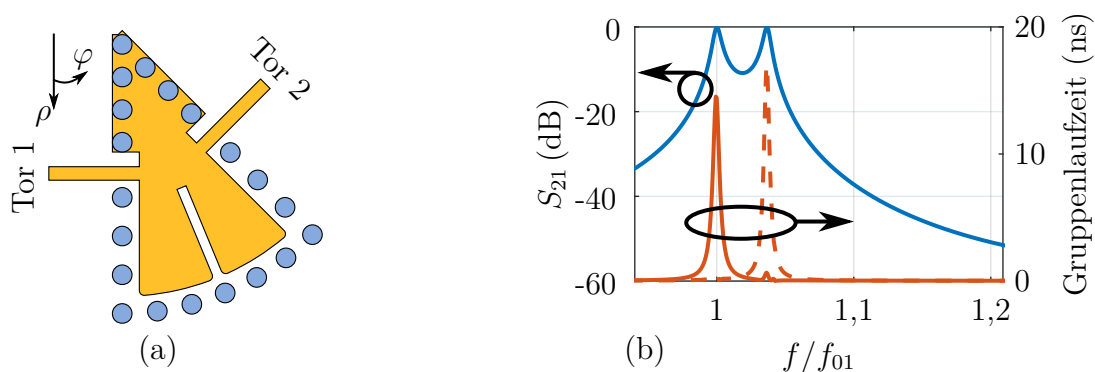 φ
ρ
Tor 1
Tor 2
(a)
S21 (dB)
0
-20
-40
-60
20
10
0
Gruppenlaufzeit (ns)
1
1,1
1,2
f/f01
(b)